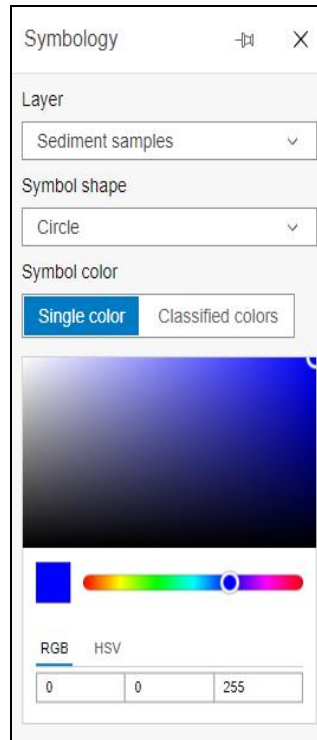 Symbology
Layer
Sediment samples
Symbol shape
Circle
Symbol color
Single color Classified colors
RGB HSV
0 0 255